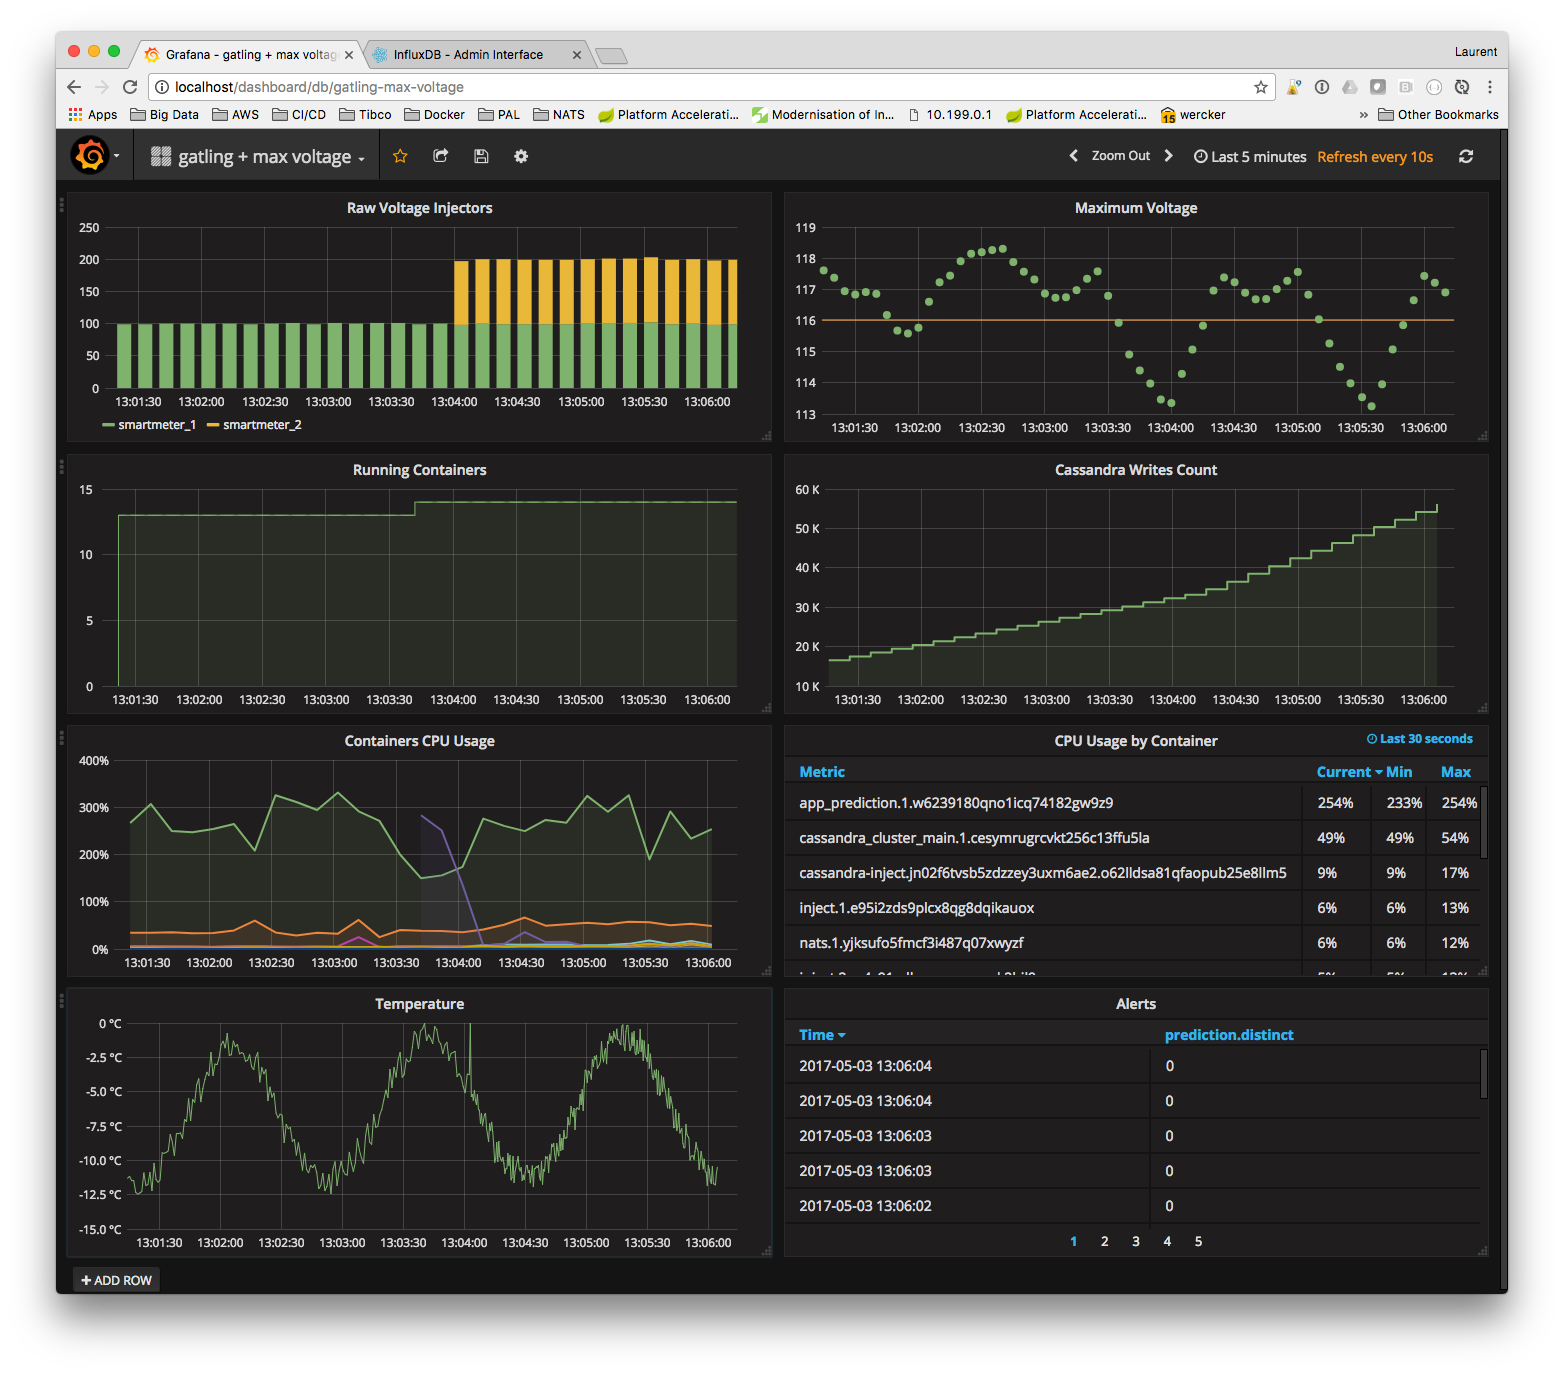 Grafana - gatling + max voltag
InfluxDB - Admin Interface
Laurent
localhost/dashboard/db/gatling-max-voltage
Apps Big Data AWS CI/CD Tibco Docker PAL NATS Platform Accelerati... Modernisation of In... 10.199.0.1 Platform Accelerati... 15 wercker » Other Bookmarks
gatling + max voltage
Zoom Out Last 5 minutes Refresh every 10s
Raw Voltage Injectors
250
200
150
100
50
0
13:01:30 13:02:00 13:02:30 13:03:00 13:03:30 13:04:00 13:04:30 13:05:00 13:05:30 13:06:00
smartmeter_1 smartmeter_2
Maximum Voltage
119
118
117
116
115
114
113
13:01:30 13:02:00 13:02:30 13:03:00 13:03:30 13:04:00 13:04:30 13:05:00 13:05:30 13:06:00
Running Containers
15
10
5
0
13:01:30 13:02:00 13:02:30 13:03:00 13:03:30 13:04:00 13:04:30 13:05:00 13:05:30 13:06:00
Cassandra Writes Count
60 K
50 K
40 K
30 K
20 K
10 K
13:01:30 13:02:00 13:02:30 13:03:00 13:03:30 13:04:00 13:04:30 13:05:00 13:05:30 13:06:00
Containers CPU Usage
400%
300%
200%
100%
0%
13:01:30 13:02:00 13:02:30 13:03:00 13:03:30 13:04:00 13:04:30 13:05:00 13:05:30 13:06:00
CPU Usage by Container
Last 30 seconds
Metric Current Min Max
app_prediction.1.w6239180qno1icq74182gw9z9 254% 233% 254%
cassandra_cluster_main.1.cesymrugrcvkt256c13ffu5la 49% 49% 54%
cassandra-inject.jn02f6tvsb5zdzzey3uxm6ae2.o62lldsa81qfaopub25e8llm5 9% 9% 17%
inject.1.e95i2zds9plcx8qg8dqikauox 6% 6% 13%
nats.1.yjksufo5fmcf3i487q07xwyzf 6% 6% 12%
Temperature
0 °C
-2.5 °C
-5.0 °C
-7.5 °C
-10.0 °C
-12.5 °C
-15.0 °C
13:01:30 13:02:00 13:02:30 13:03:00 13:03:30 13:04:00 13:04:30 13:05:00 13:05:30 13:06:00
Alerts
Time prediction.distinct
2017-05-03 13:06:04 0
2017-05-03 13:06:04 0
2017-05-03 13:06:03 0
2017-05-03 13:06:03 0
2017-05-03 13:06:02 0
1 2 3 4 5
+ ADD ROW